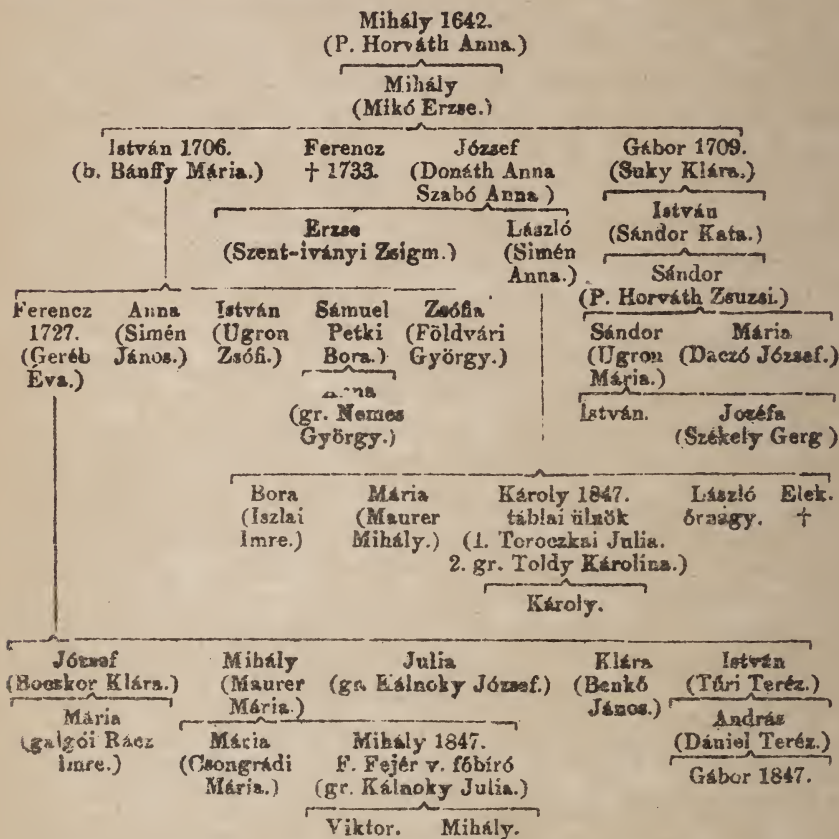 Mihály 1642.
(P. Horváth Anna.)
Mihály
(Mikó Erzse.)
István 1706. Ferencz József Gábor 1709.
(b. Bánffy Mária.) † 1733. (Donáth Anna (Suky Klára.)
Szabó Anna)
Erzse László István
(Szent-iványi Zsigm.) (Simén (Sándor Kata.)
Anna.) Sándor
(P. Horváth Zsuzsi.)
Ferencz Anna István Sámuel Zsófia
1727. (Simén (Ugron Petki (Földvári Sándor Mária
(Geréb János.) Zsófi.) Bora.) György.) (Ugron (Daczó József.)
Éva.) Mária.)
(gr. Nemes István. Jozéfa
György.) (Székely Gerg)
Bora Mária Károly 1847. László Elek.
(Iszlai (Maurer táblai ülnök őrnagy. †
Imre.) Mihály.) (1. Toroczkai Julia.
2. gr. Toldy Károlina.)
Károly.
József Mihály Julia Klára István
(Bocskor Klára.) (Maurer (gr. Kálnoky József.) (Benkő (Túri Teréz.)
Mária.) János.)
Mária András
(galgói Rácz Mária Mihály 1847. (Dániel Teréz.)
Imre.) (Csongrádi F. Fejér v. főbíró
Mária.) (gr. Kálnoky Julia.) Gábor 1847.
Viktor. Mihály.